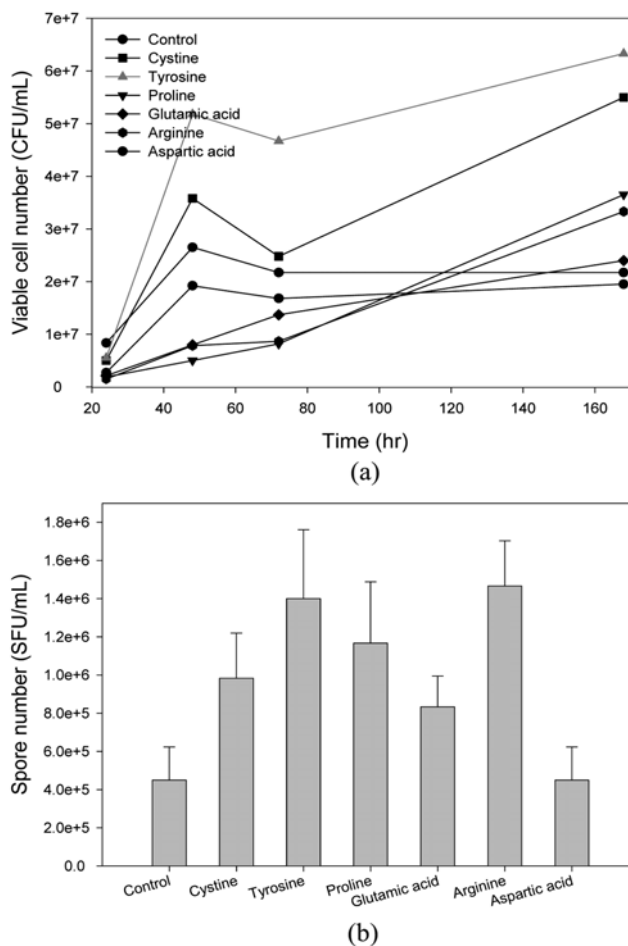 7e+7
6e+7
5e+7
4e+7
3e+7
2e+7
1e+7
0
Viable cell number (CFU/mL)
Control
Cystine
Tyrosine
Proline
Glutamic acid
Arginine
Aspartic acid
20 40 60 80 100 120 140 160
Time (hr)
(a)
1.8e+6
1.6e+6
1.4e+6
1.2e+6
1.0e+6
8.0e+5
6.0e+5
4.0e+5
2.0e+5
0.0
Spore number (SFU/mL)
Control Cystine Tyrosine Proline Glutamic acid Arginine Aspartic acid
(b)